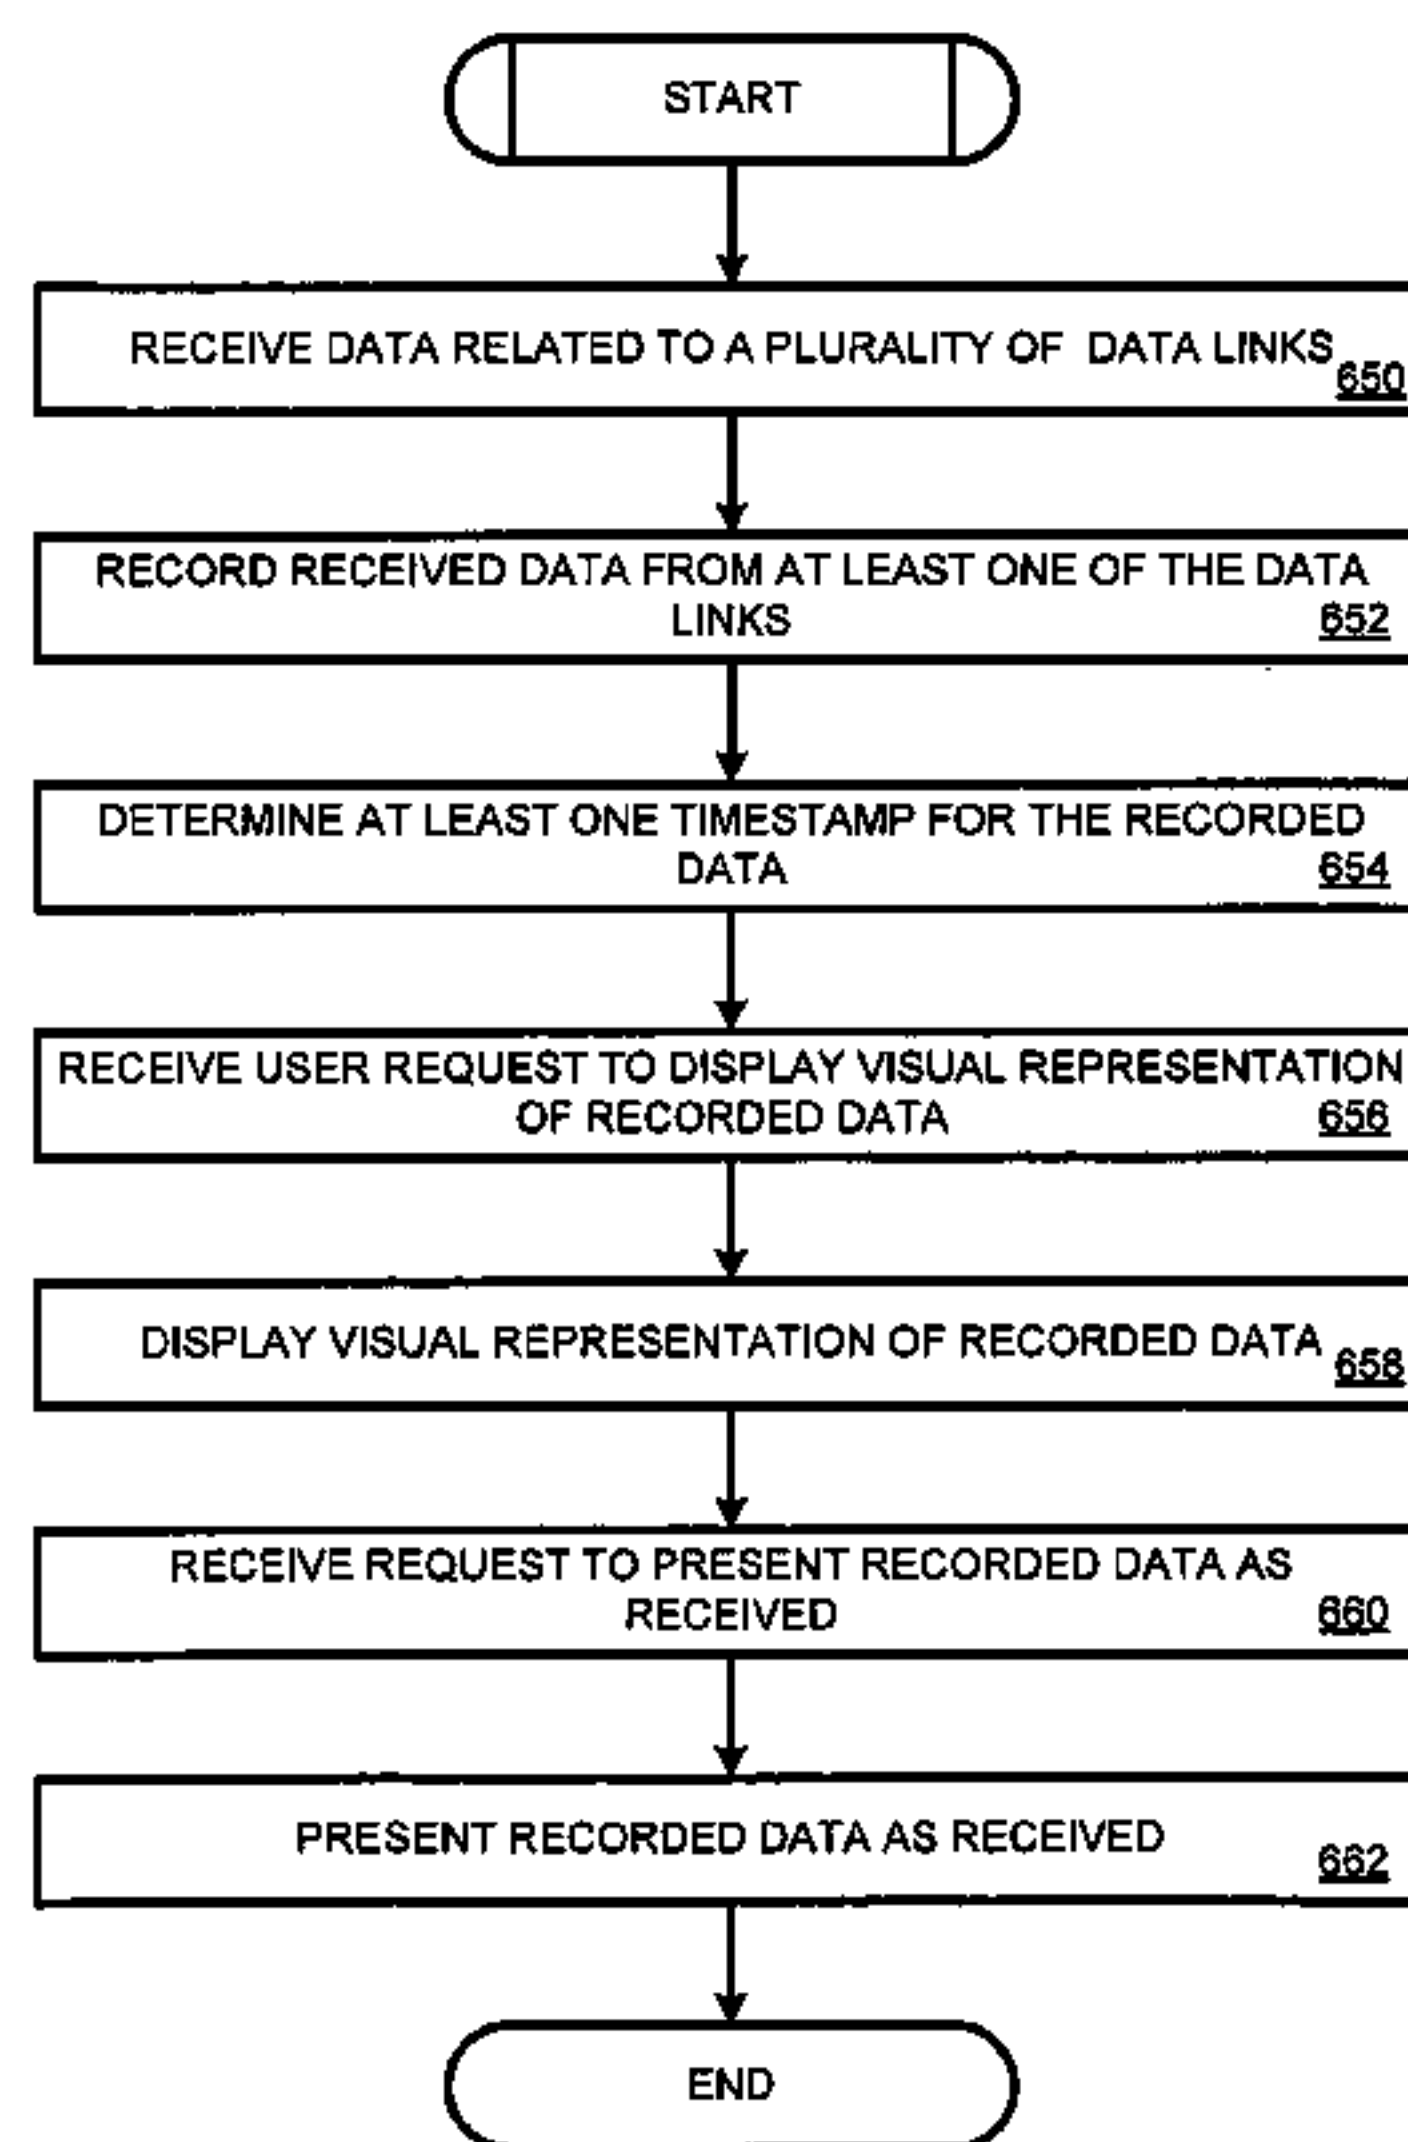 START
RECEIVE DATA RELATED TO A PLURALITY OF DATA LINKS
650
RECORD RECEIVED DATA FROM AT LEAST ONE OF THE DATA
LINKS 652
DETERMINE AT LEAST ONE TIMESTAMP FOR THE RECORDED
DATA 654
RECEIVE USER REQUEST TO DISPLAY VISUAL REPRESENTATION
OF RECORDED DATA 656
DISPLAY VISUAL REPRESENTATION OF RECORDED DATA
658
RECEIVE REQUEST TO PRESENT RECORDED DATA AS
RECEIVED 660
PRESENT RECORDED DATA AS RECEIVED
662
END